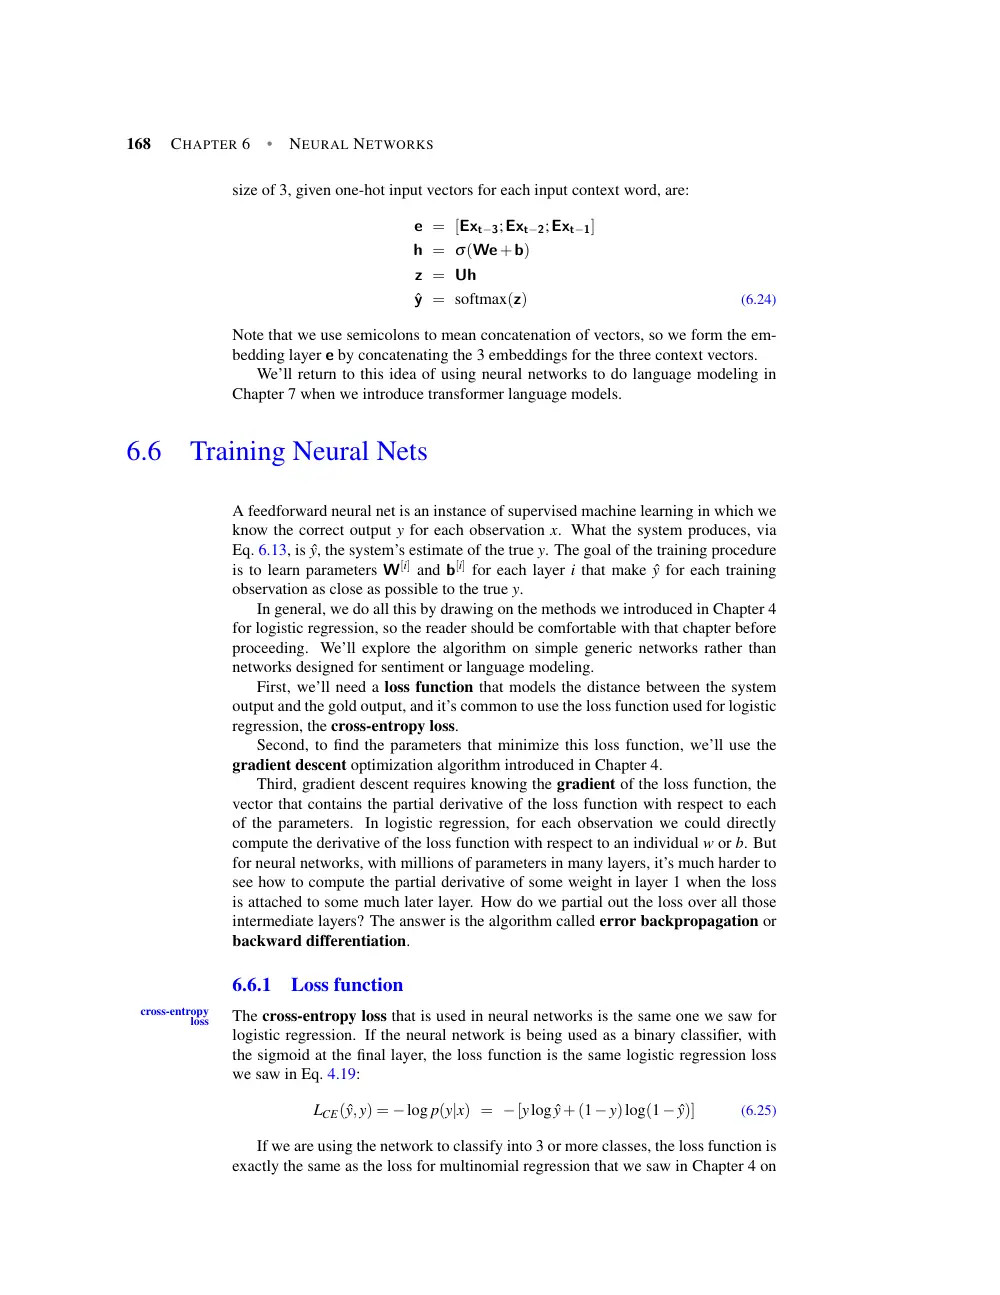 168 CHAPTER 6 • NEURAL NETWORKS
size of 3, given one-hot input vectors for each input context word, are:
e = [Ex_{t−3}; Ex_{t−2}; Ex_{t−1}]
h = σ(We + b)
z = Uh
ŷ = softmax(z) (6.24)
Note that we use semicolons to mean concatenation of vectors, so we form the em-
bedding layer e by concatenating the 3 embeddings for the three context vectors.
We'll return to this idea of using neural networks to do language modeling in
Chapter 7 when we introduce transformer language models.
6.6 Training Neural Nets
A feedforward neural net is an instance of supervised machine learning in which we
know the correct output y for each observation x. What the system produces, via
Eq. 6.13, is ŷ, the system's estimate of the true y. The goal of the training procedure
is to learn parameters W^{[i]} and b^{[i]} for each layer i that make ŷ for each training
observation as close as possible to the true y.
In general, we do all this by drawing on the methods we introduced in Chapter 4
for logistic regression, so the reader should be comfortable with that chapter before
proceeding. We'll explore the algorithm on simple generic networks rather than
networks designed for sentiment or language modeling.
First, we'll need a loss function that models the distance between the system
output and the gold output, and it's common to use the loss function used for logistic
regression, the cross-entropy loss.
Second, to find the parameters that minimize this loss function, we'll use the
gradient descent optimization algorithm introduced in Chapter 4.
Third, gradient descent requires knowing the gradient of the loss function, the
vector that contains the partial derivative of the loss function with respect to each
of the parameters. In logistic regression, for each observation we could directly
compute the derivative of the loss function with respect to an individual w or b. But
for neural networks, with millions of parameters in many layers, it's much harder to
see how to compute the partial derivative of some weight in layer 1 when the loss
is attached to some much later layer. How do we partial out the loss over all those
intermediate layers? The answer is the algorithm called error backpropagation or
backward differentiation.
6.6.1 Loss function
cross-entropy
loss
The cross-entropy loss that is used in neural networks is the same one we saw for
logistic regression. If the neural network is being used as a binary classifier, with
the sigmoid at the final layer, the loss function is the same logistic regression loss
we saw in Eq. 4.19:
L_{CE}(ŷ, y) = −log p(y|x) = −[y log ŷ + (1 − y) log(1 − ŷ)] (6.25)
If we are using the network to classify into 3 or more classes, the loss function is
exactly the same as the loss for multinomial regression that we saw in Chapter 4 on